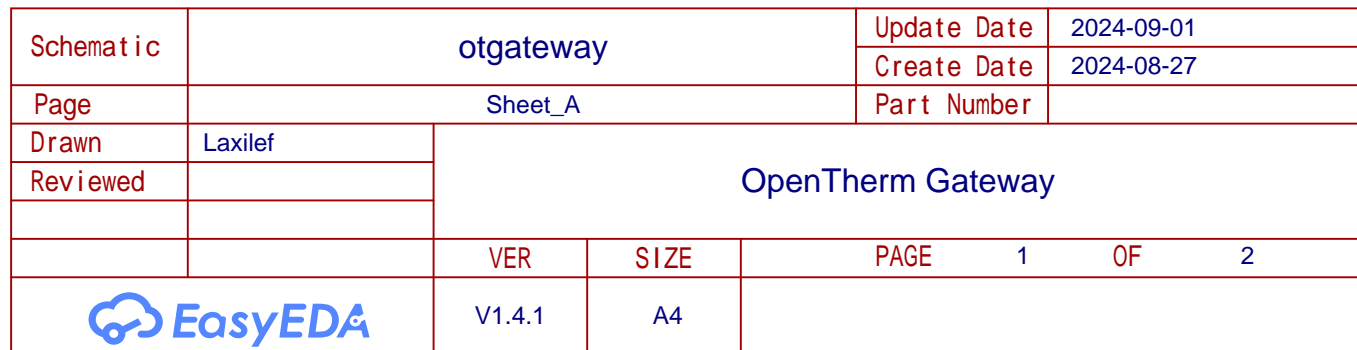 Schematic otgateway Update Date 2024-09-01
Create Date 2024-08-27
Page Sheet_A Part Number
Drawn Laxilef
Reviewed OpenTherm Gateway
VER SIZE PAGE 1 OF 2
EasyEDA V1.4.1 A4